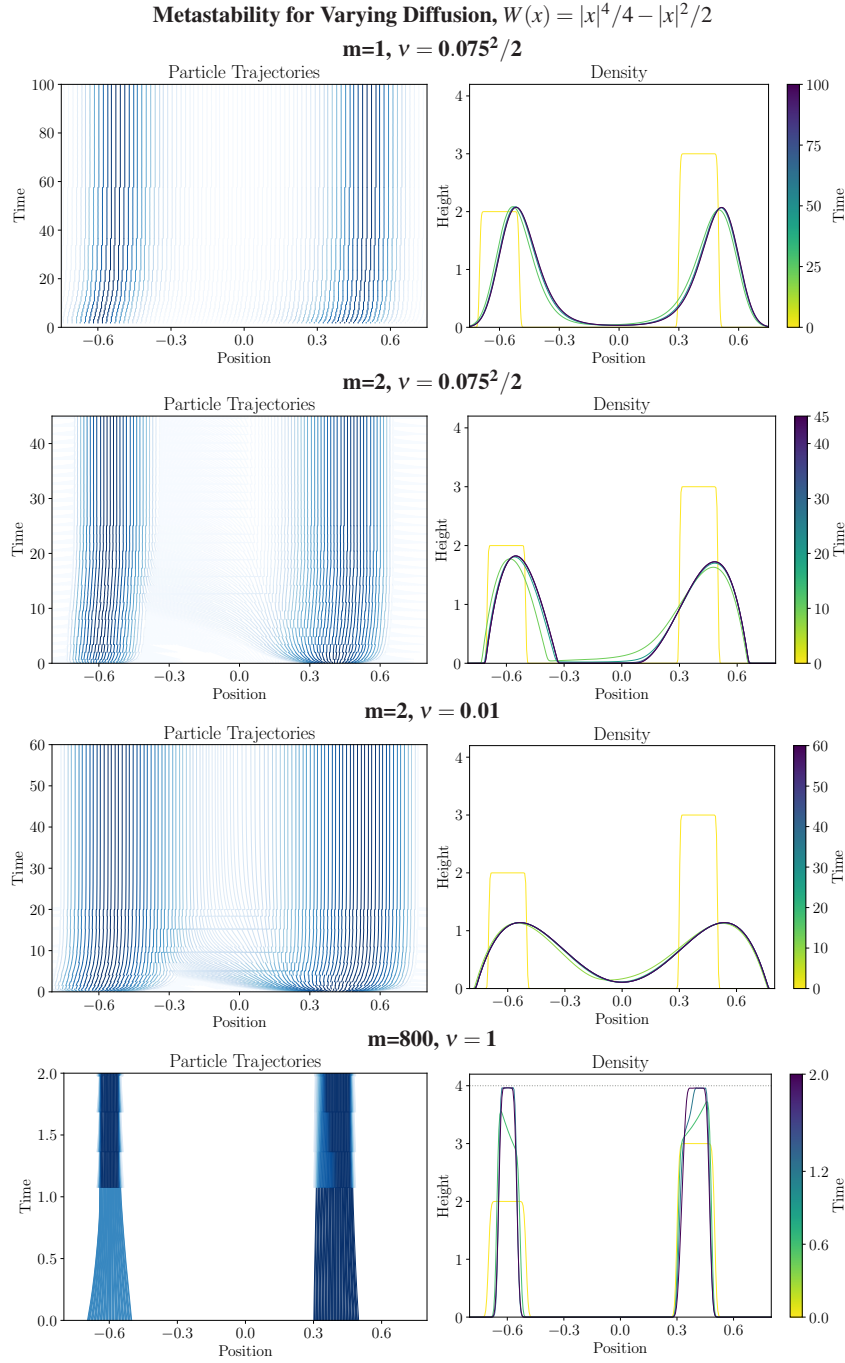 Metastability for Varying Diffusion, W(x) = |x|⁴/4 − |x|²/2
m=1, ν = 0.075²/2
Particle Trajectories
Density
100
80
60
40
20
0
Time
−0.6 −0.3 0.0 0.3 0.6
Position
4
3
2
1
0
Height
−0.6 −0.3 0.0 0.3 0.6
Position
100
75
50
25
0
Time
m=2, ν = 0.075²/2
Particle Trajectories
Density
40
30
20
10
0
Time
−0.6 −0.3 0.0 0.3 0.6
Position
4
3
2
1
0
Height
−0.6 −0.3 0.0 0.3 0.6
Position
45
40
30
20
10
0
Time
m=2, ν = 0.01
Particle Trajectories
Density
60
50
40
30
20
10
0
Time
−0.6 −0.3 0.0 0.3 0.6
Position
4
3
2
1
0
Height
−0.6 −0.3 0.0 0.3 0.6
Position
60
50
40
30
20
10
0
Time
m=800, ν = 1
Particle Trajectories
Density
2.0
1.5
1.0
0.5
0.0
Time
−0.6 −0.3 0.0 0.3 0.6
Position
4
3
2
1
0
Height
−0.6 −0.3 0.0 0.3 0.6
Position
2.0
1.2
0.6
0.0
Time